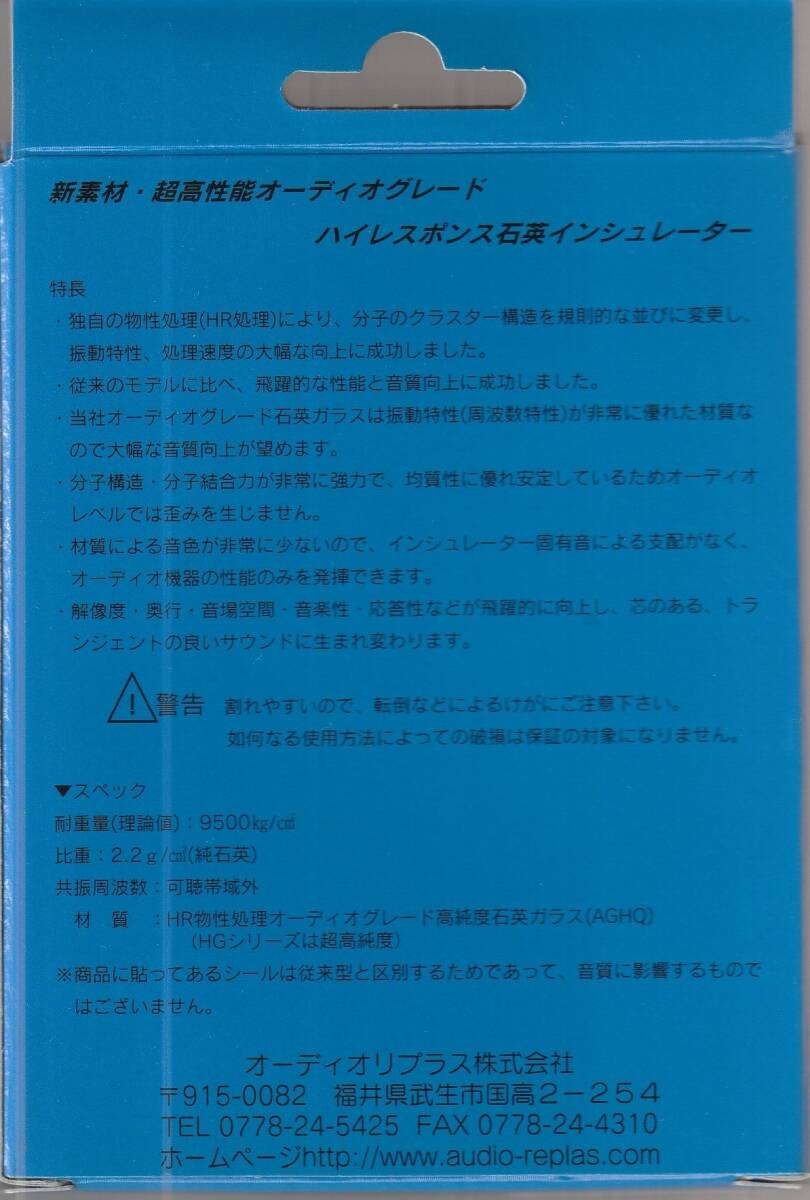 新素材・超高性能オーディオグレード
ハイレスポンス石英インシュレーター
特長
・独自の物性処理(HR処理)により、分子のクラスター構造を規則的な並びに変更し、
振動特性、処理速度の大幅な向上に成功しました。
・従来のモデルに比べ、飛躍的な性能と音質向上に成功しました。
・当社オーディオグレード石英ガラスは振動特性(周波数特性)が非常に優れた材質な
ので大幅な音質向上が望めます。
・分子構造・分子結合力が非常に強力で、均質性に優れ安定しているためオーディオ
レベルでは歪みを生じません。
・材質による音色が非常に少ないので、インシュレーター固有音による支配がなく、
オーディオ機器の性能のみを発揮できます。
・解像度・奥行・音場空間・音楽性・応答性などが飛躍的に向上し、芯のある、トラ
ンジェントの良いサウンドに生まれ変わります。
⚠警告 割れやすいので、転倒などによるけがにご注意下さい。
如何なる使用方法によっての破損は保証の対象になりません。
▼スペック
耐重量(理論値)：9500㎏/㎠
比重：2.2ｇ/㎤(純石英)
共振周波数：可聴帯域外
材 質 ：HR物性処理オーディオグレード高純度石英ガラス(AGHQ)
(HGシリーズは超高純度)
※商品に貼ってあるシールは従来型と区別するためであって、音質に影響するもので
はございません。
オーディオリプラス株式会社
〒915-0082 福井県武生市国高２－２５４
TEL 0778-24-5425 FAX 0778-24-4310
ホームページhttp://www.audio-replas.com